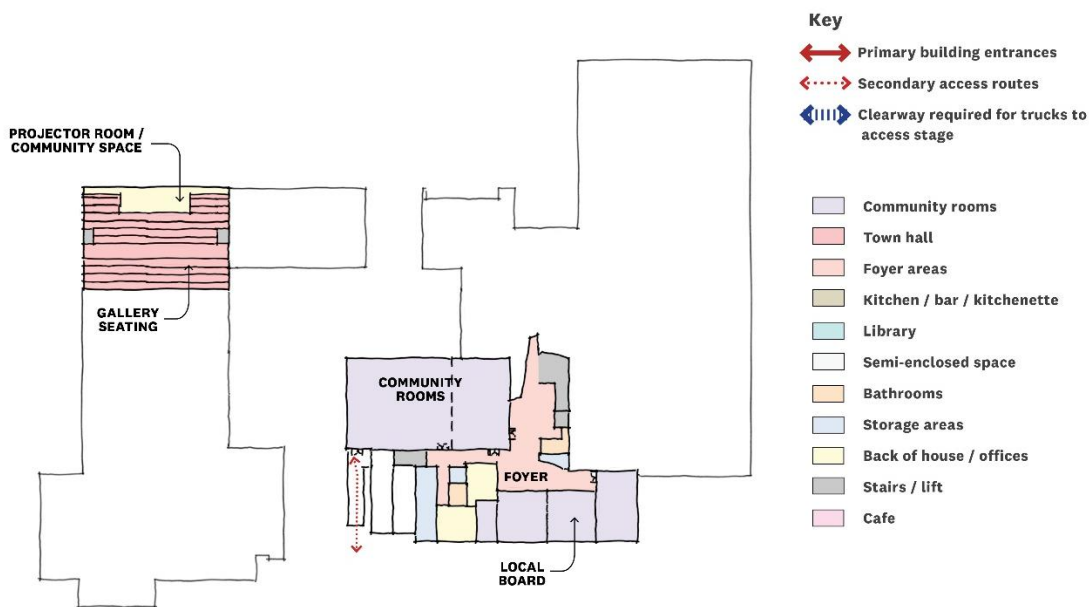 Key
Primary building entrances
Secondary access routes
Clearway required for trucks to
access stage
PROJECTOR ROOM /
COMMUNITY SPACE
GALLERY
SEATING
COMMUNITY
ROOMS
FOYER
LOCAL
BOARD
Community rooms
Town hall
Foyer areas
Kitchen / bar / kitchenette
Library
Semi-enclosed space
Bathrooms
Storage areas
Back of house / offices
Stairs / lift
Cafe